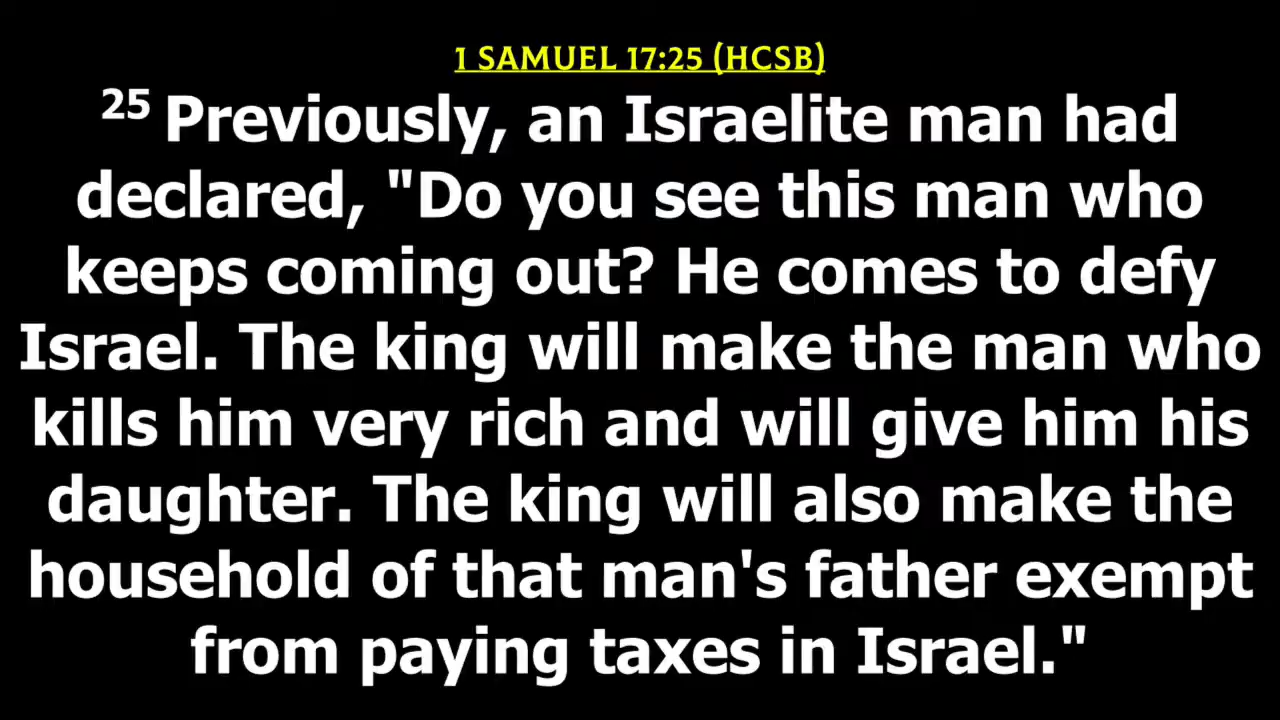 1 SAMUEL 17:25 (HCSB)
25 Previously, an Israelite man had
declared, "Do you see this man who
keeps coming out? He comes to defy
Israel. The king will make the man who
kills him very rich and will give him his
daughter. The king will also make the
household of that man's father exempt
from paying taxes in Israel."